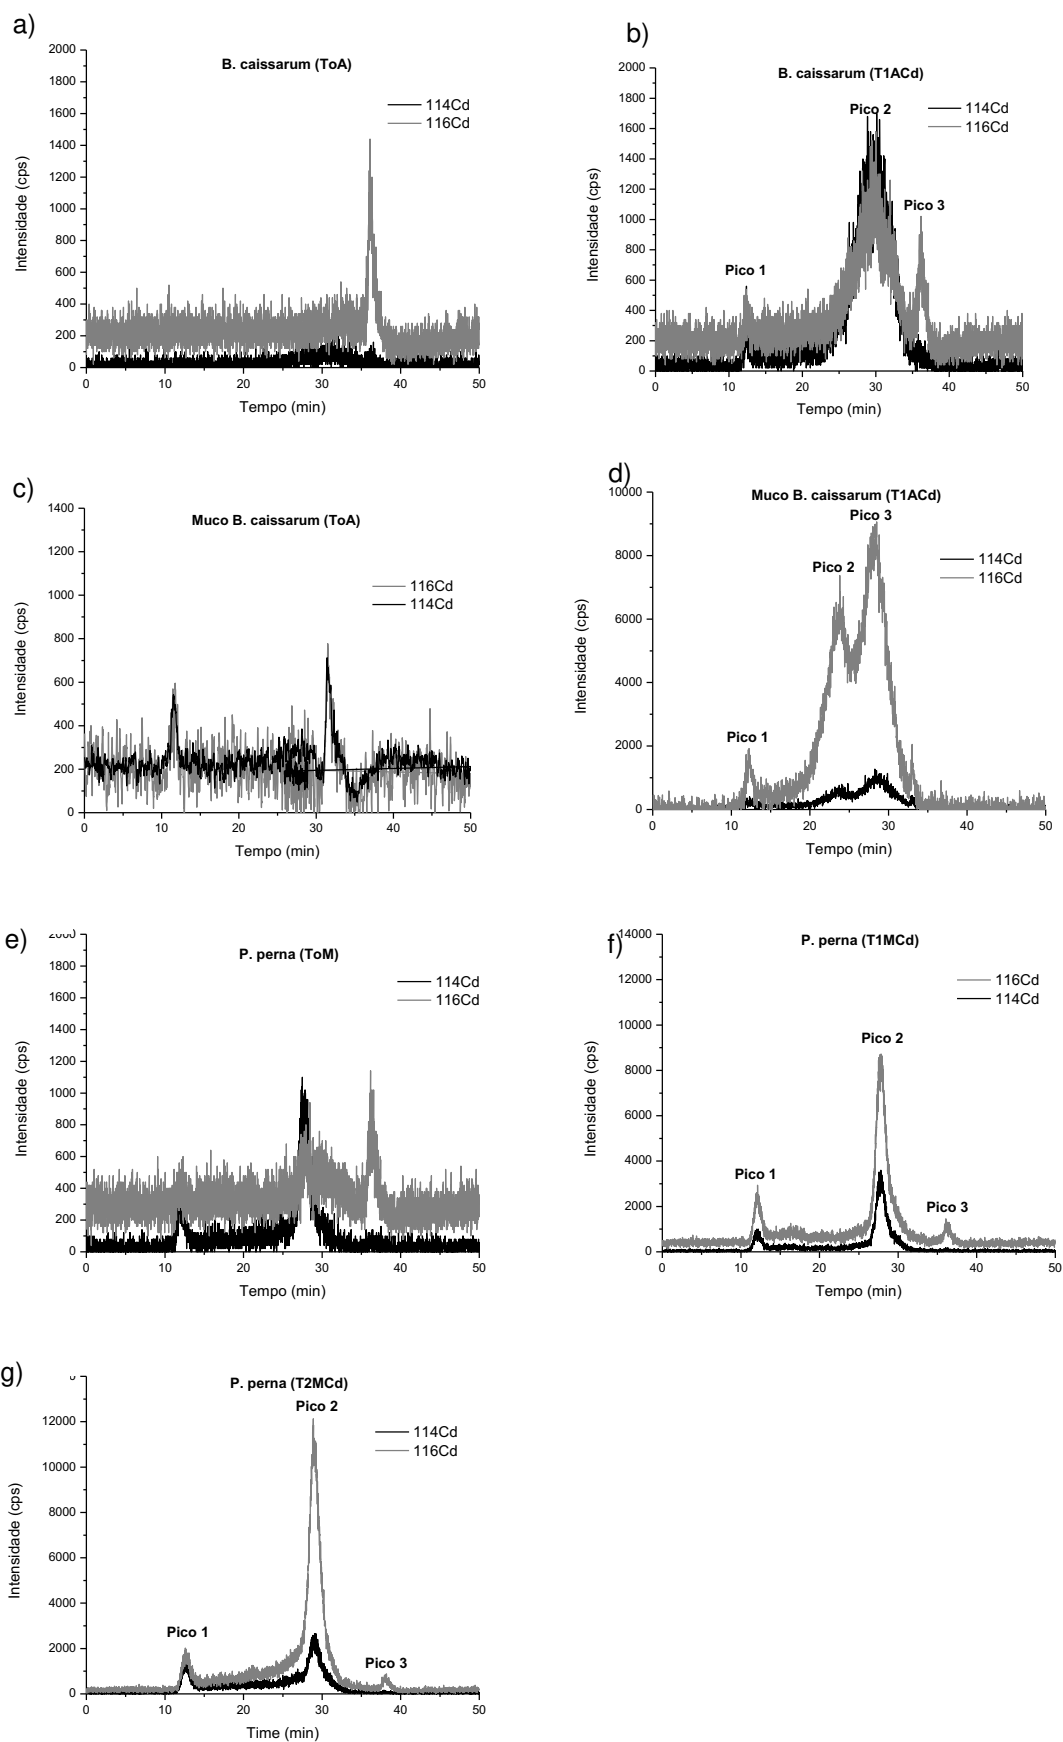 a)
B. caissarum (ToA)
114Cd
116Cd
Intensidade (cps)
2000
1800
1600
1400
1200
1000
800
600
400
200
0
0 10 20 30 40 50
Tempo (min)
b)
B. caissarum (T1ACd)
Pico 2
114Cd
116Cd
Pico 3
Pico 1
Intensidade (cps)
2000
1800
1600
1400
1200
1000
800
600
400
200
0
0 10 20 30 40 50
Tempo (min)
c)
Muco B. caissarum (ToA)
116Cd
114Cd
Intensidade (cps)
1400
1200
1000
800
600
400
200
0
0 10 20 30 40 50
Tempo (min)
d)
Muco B. caissarum (T1ACd)
Pico 3
Pico 2
114Cd
116Cd
Pico 1
Intensidade (cps)
10000
8000
6000
4000
2000
0
0 10 20 30 40 50
Tempo (min)
e)
P. perna (ToM)
114Cd
116Cd
Intensidade (cps)
2000
1800
1600
1400
1200
1000
800
600
400
200
0
0 10 20 30 40 50
Tempo (min)
f)
P. perna (T1MCd)
116Cd
114Cd
Pico 2
Pico 1
Pico 3
Intensidade (cps)
14000
12000
10000
8000
6000
4000
2000
0
0 10 20 30 40 50
Tempo (min)
g)
P. perna (T2MCd)
Pico 2
114Cd
116Cd
Pico 1
Pico 3
Intensidade (cps)
12000
10000
8000
6000
4000
2000
0
0 10 20 30 40 50
Time (min)